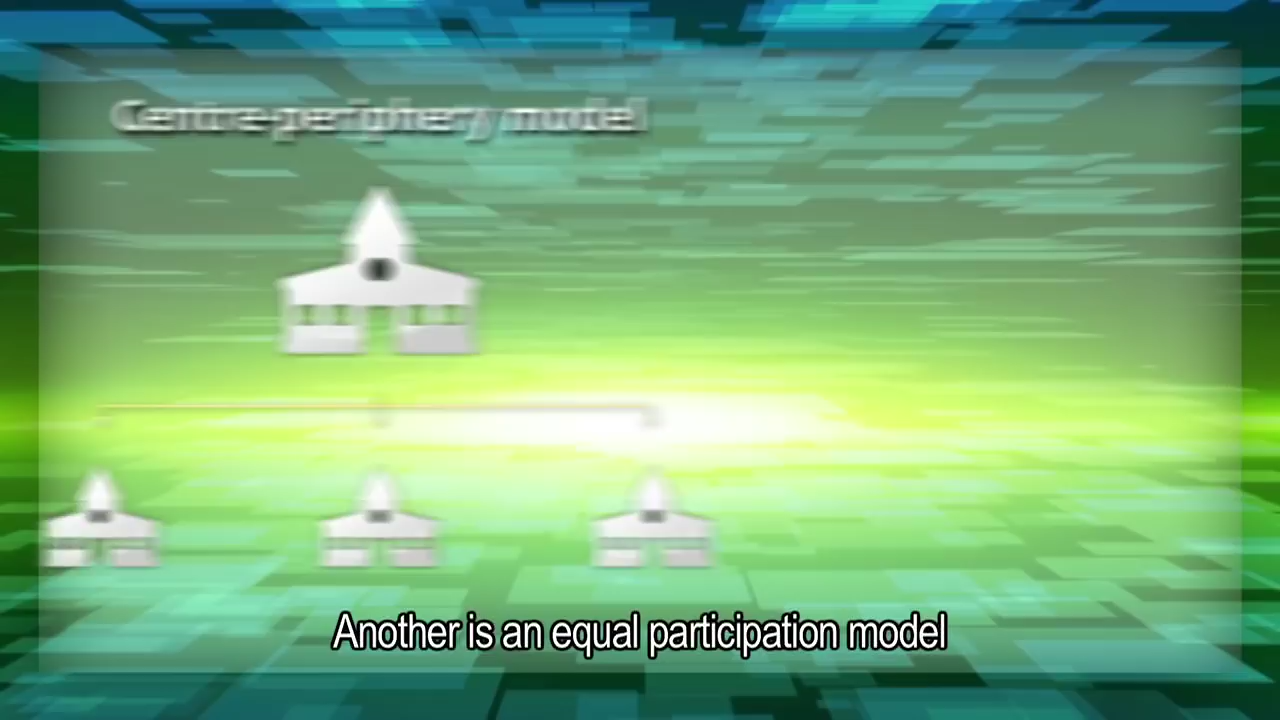 Centre-periphery model
Another is an equal participation model